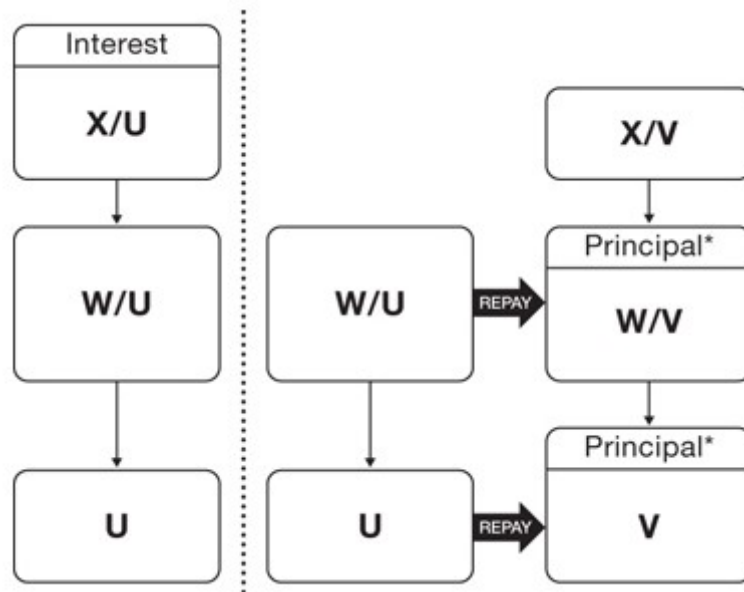 Interest
X/U
X/V
W/U
W/U
REPAY
Principal*
W/V
U
U
REPAY
Principal*
V